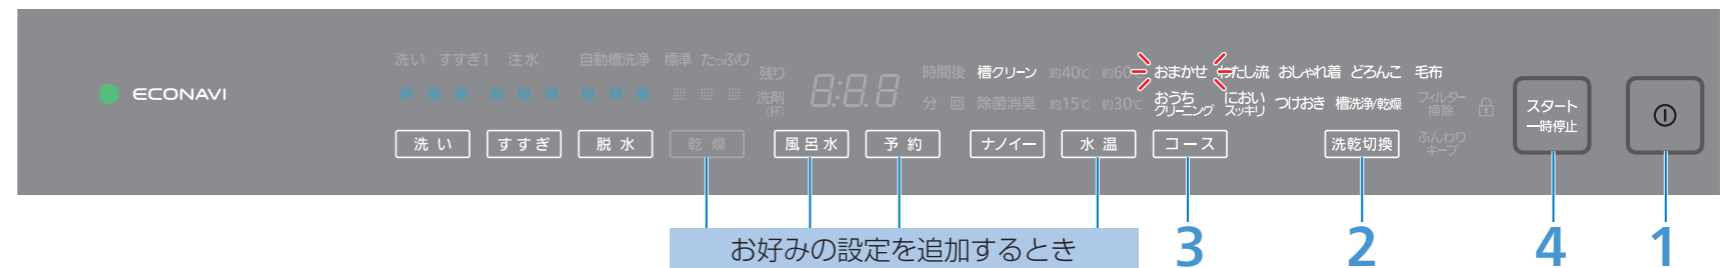 洗い すすぎ1 注水 自動槽洗浄 標準 たっぷり
残り 8:8.8 時間後 槽クリーン 約40℃ 約60℃ おまかせ わたし流 おしゃれ着 どろんこ 毛布
ECONAVI
洗剤(杯) 分 回 除菌消臭 約15℃ 約30℃ おうちクリーニング においスッキリ つけおき 槽洗浄/乾燥 フィルター掃除
スタート
一時停止
洗い すすぎ 脱水 乾燥 風呂水 予約 ナノイー 水温 コース 洗乾切換 ふんわりキープ
お好みの設定を追加するとき 3 2 4 1